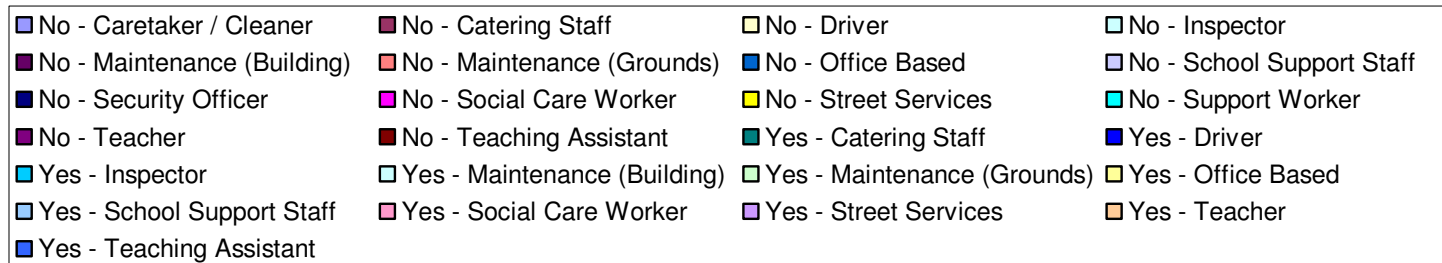 No - Caretaker / Cleaner No - Catering Staff No - Driver No - Inspector
No - Maintenance (Building) No - Maintenance (Grounds) No - Office Based No - School Support Staff
No - Security Officer No - Social Care Worker No - Street Services No - Support Worker
No - Teacher No - Teaching Assistant Yes - Catering Staff Yes - Driver
Yes - Inspector Yes - Maintenance (Building) Yes - Maintenance (Grounds) Yes - Office Based
Yes - School Support Staff Yes - Social Care Worker Yes - Street Services Yes - Teacher
Yes - Teaching Assistant